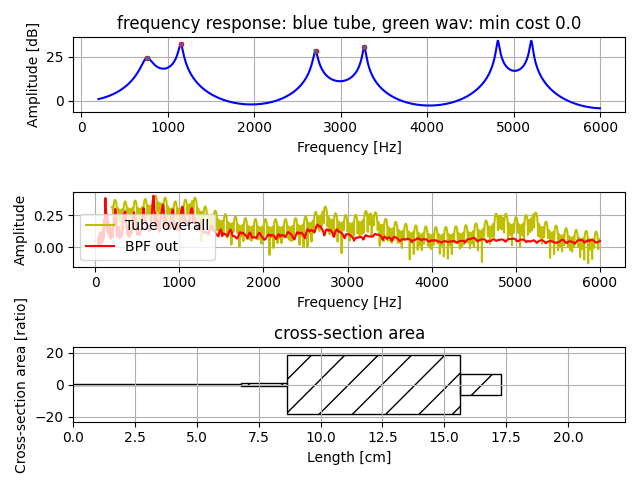 frequency response: blue tube, green wav: min cost 0.0
Amplitude [dB]
25
0
0 1000 2000 3000 4000 5000 6000
Frequency [Hz]
Amplitude
0.25
0.00
Tube overall
BPF out
0 1000 2000 3000 4000 5000 6000
Frequency [Hz]
cross-section area
Cross-section area [ratio]
20
0
−20
0.0 2.5 5.0 7.5 10.0 12.5 15.0 17.5 20.0
Length [cm]